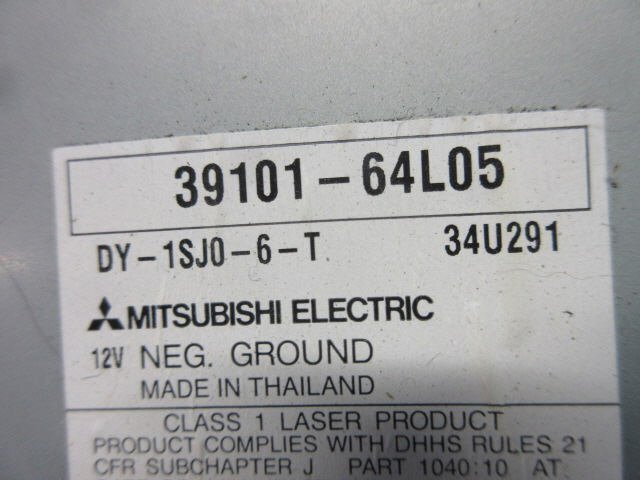 39101-64L05
DY-1SJ0-6-T 34U291
MITSUBISHI ELECTRIC
12V NEG. GROUND
MADE IN THAILAND
CLASS 1 LASER PRODUCT
PRODUCT COMPLIES WITH DHHS RULES 21
CFR SUBCHAPTER J PART 1040:10 AT